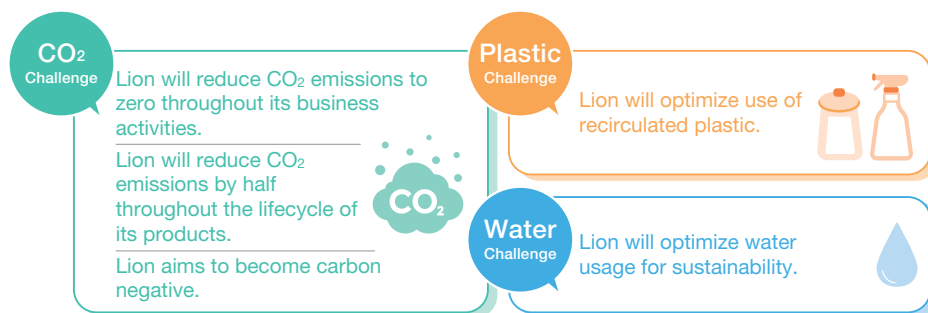 CO₂
Challenge
Lion will reduce CO₂ emissions to
zero throughout its business
activities.
Lion will reduce CO₂
emissions by half
throughout the lifecycle of
its products.
Lion aims to become carbon
negative.
CO₂
Plastic
Challenge
Lion will optimize use of
recirculated plastic.
Water
Challenge
Lion will optimize water
usage for sustainability.